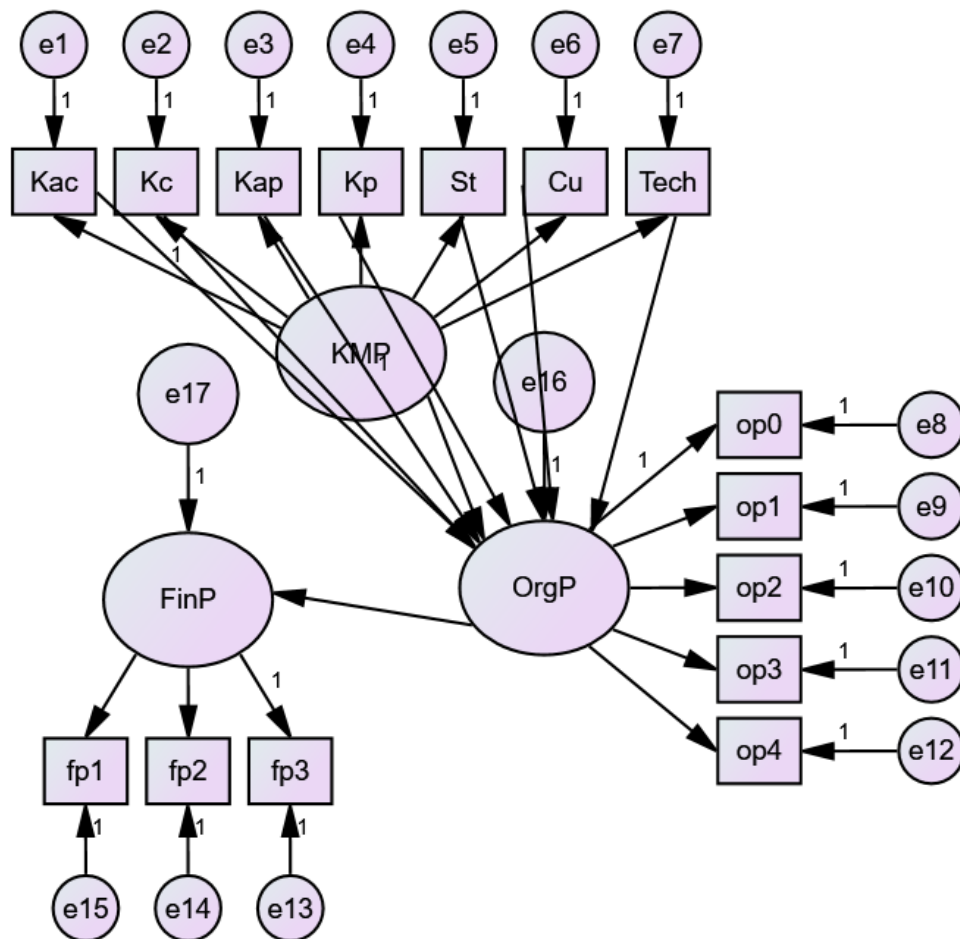 e1 e2 e3 e4 e5 e6 e7
1 1 1 1 1 1 1
Kac Kc Kap Kp St Cu Tech
1
KMP
1
e17 e16
op0 1 e8
1
1
1
op1 1 e9
FinP OrgP op2 1 e10
op3 1 e11
1
op4 1 e12
fp1 fp2 fp3
1 1 1
e15 e14 e13